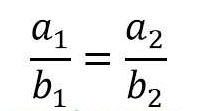 a₁/b₁ = a₂/b₂